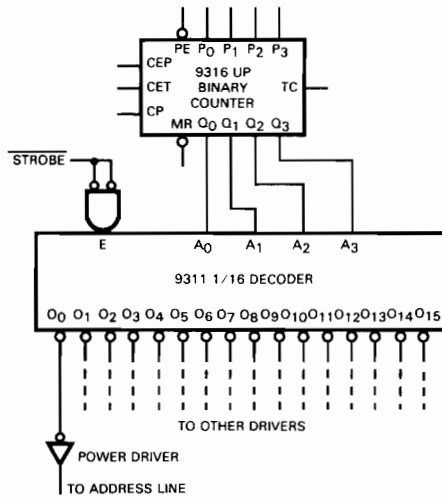 PE P0 P1 P2 P3
CEP
CET
CP
9316 UP
BINARY
COUNTER
TC
MR Q0 Q1 Q2 Q3
STROBE
E A0 A1 A2 A3
9311 1/16 DECODER
O0 O1 O2 O3 O4 O5 O6 O7 O8 O9 O10 O11 O12 O13 O14 O15
TO OTHER DRIVERS
POWER DRIVER
TO ADDRESS LINE